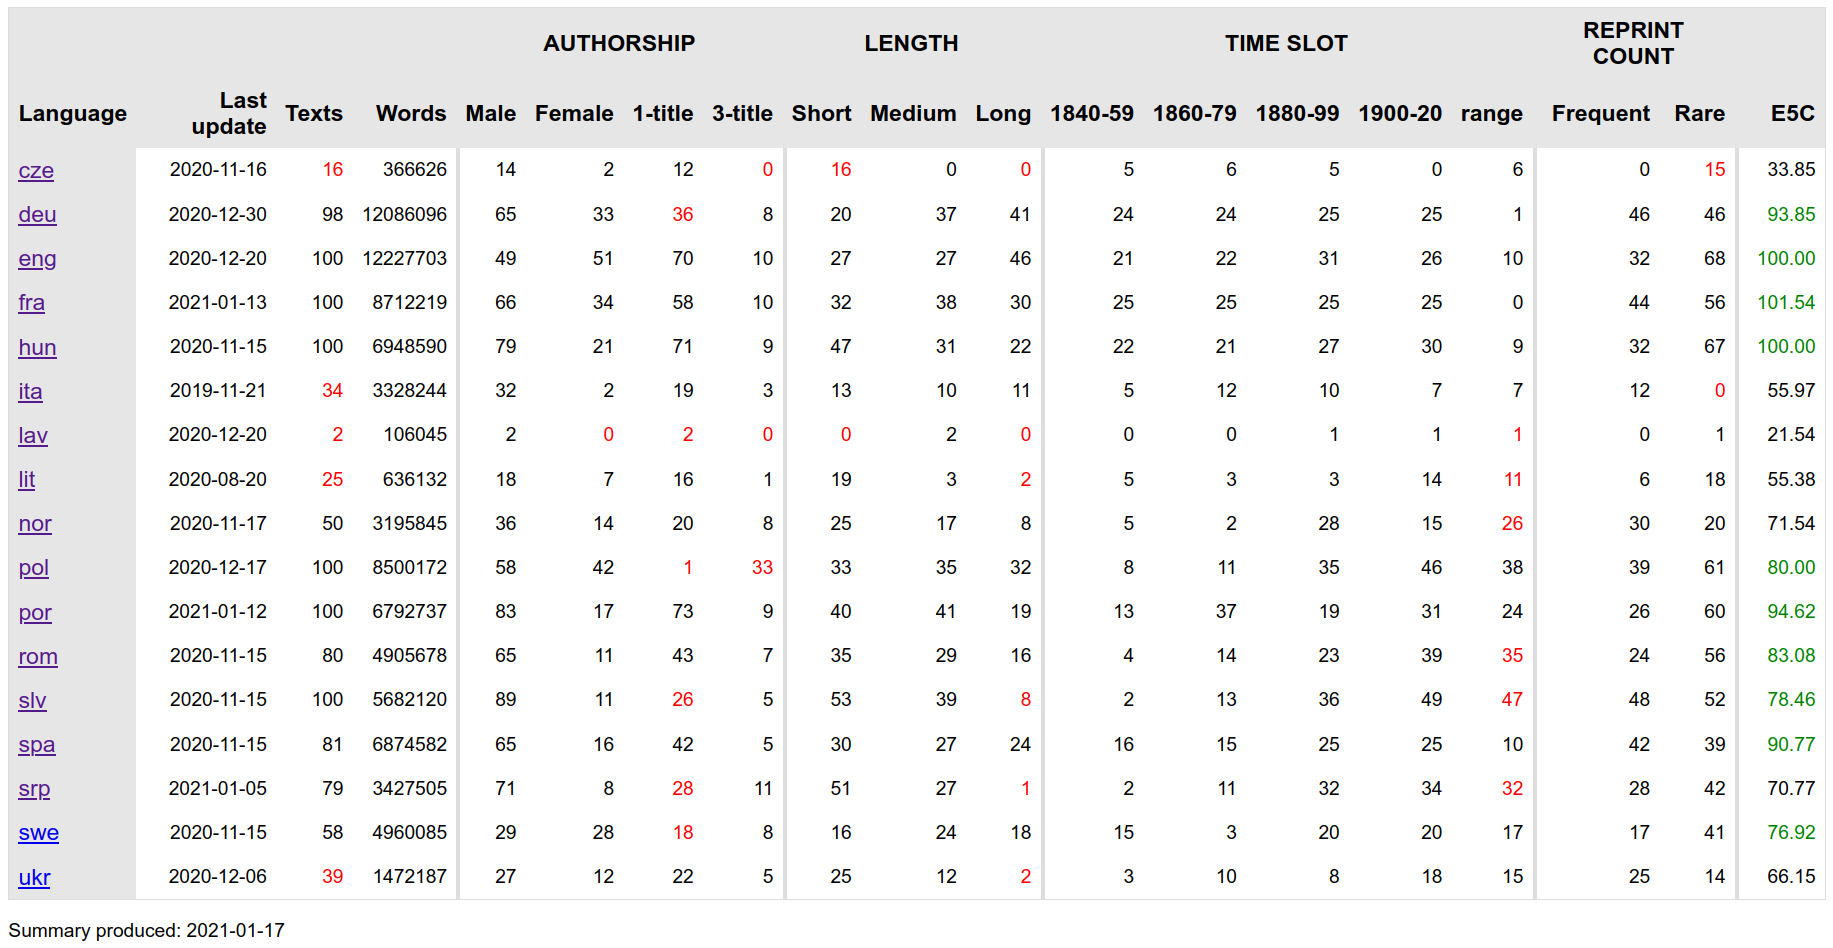 AUTHORSHIP LENGTH TIME SLOT REPRINT COUNT
Language Last update Texts Words Male Female 1-title 3-title Short Medium Long 1840-59 1860-79 1880-99 1900-20 range Frequent Rare E5C
cze 2020-11-16 16 366626 14 2 12 0 16 0 0 5 6 5 0 6 0 15 33.85
deu 2020-12-30 98 12086096 65 33 36 8 20 37 41 24 24 25 25 1 46 46 93.85
eng 2020-12-20 100 12227703 49 51 70 10 27 27 46 21 22 31 26 10 32 68 100.00
fra 2021-01-13 100 8712219 66 34 58 10 32 38 30 25 25 25 25 0 44 56 101.54
hun 2020-11-15 100 6948590 79 21 71 9 47 31 22 22 21 27 30 9 32 67 100.00
ita 2019-11-21 34 3328244 32 2 19 3 13 10 11 5 12 10 7 7 12 0 55.97
lav 2020-12-20 2 106045 2 0 2 0 0 2 0 0 0 1 1 1 0 1 21.54
lit 2020-08-20 25 636132 18 7 16 1 19 3 2 5 3 3 14 11 6 18 55.38
nor 2020-11-17 50 3195845 36 14 20 8 25 17 8 5 2 28 15 26 30 20 71.54
pol 2020-12-17 100 8500172 58 42 1 33 33 35 32 8 11 35 46 38 39 61 80.00
por 2021-01-12 100 6792737 83 17 73 9 40 41 19 13 37 19 31 24 26 60 94.62
rom 2020-11-15 80 4905678 65 11 43 7 35 29 16 4 14 23 39 35 24 56 83.08
slv 2020-11-15 100 5682120 89 11 26 5 53 39 8 2 13 36 49 47 48 52 78.46
spa 2020-11-15 81 6874582 65 16 42 5 30 27 24 16 15 25 25 10 42 39 90.77
srp 2021-01-05 79 3427505 71 8 28 11 51 27 1 2 11 32 34 32 28 42 70.77
swe 2020-11-15 58 4960085 29 28 18 8 16 24 18 15 3 20 20 17 17 41 76.92
ukr 2020-12-06 39 1472187 27 12 22 5 25 12 2 3 10 8 18 15 25 14 66.15
Summary produced: 2021-01-17